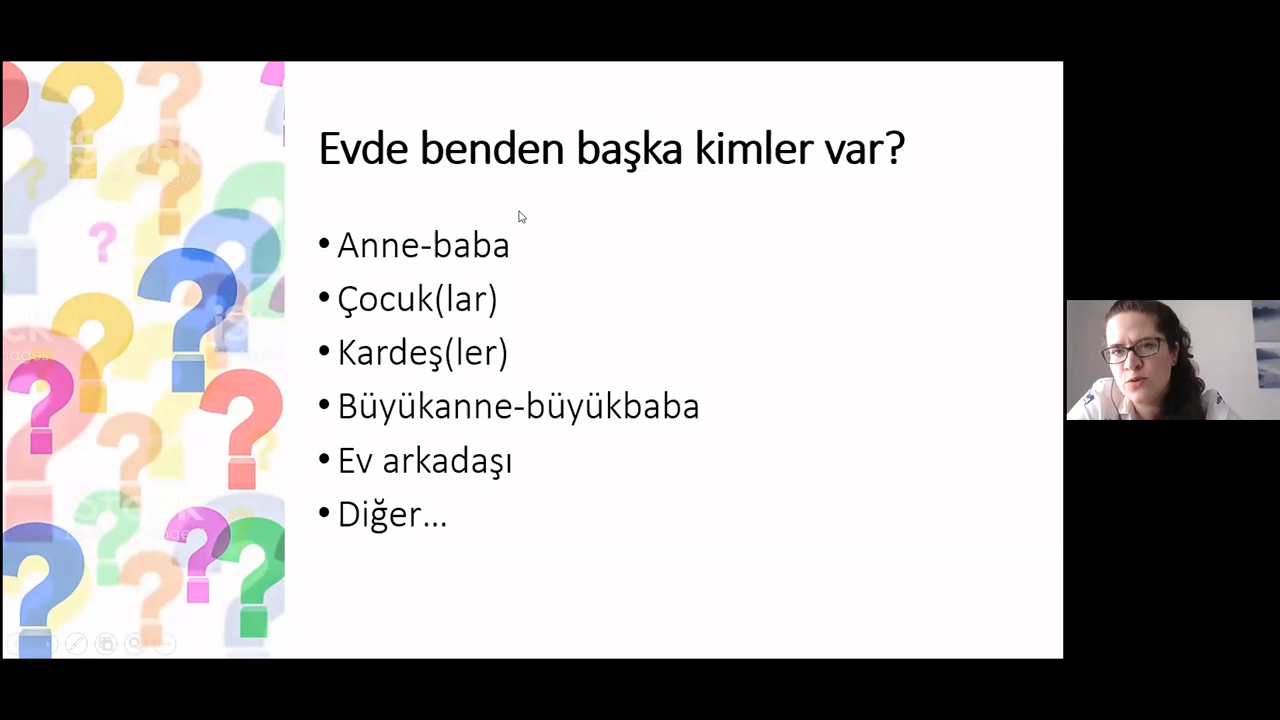 Evde benden başka kimler var?
• Anne-baba
• Çocuk(lar)
• Kardeş(ler)
• Büyükanne-büyükbaba
• Ev arkadaşı
• Diğer...